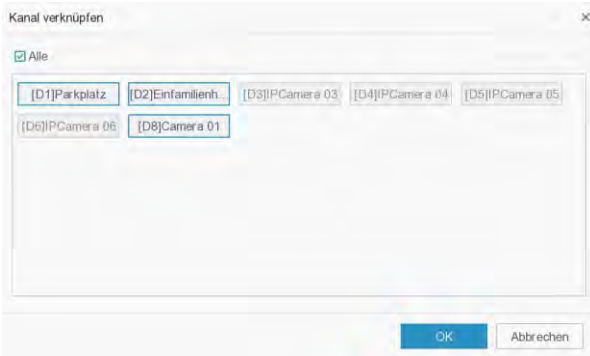 Kanal verknüpfen ×
Alle
[D1]Parkplatz [D2]Einfamilienh... [D3]IPCamera 03 [D4]IPCamera 04 [D5]IPCamera 05
[D6]IPCamera 06 [D8]Camera 01
OK Abbrechen